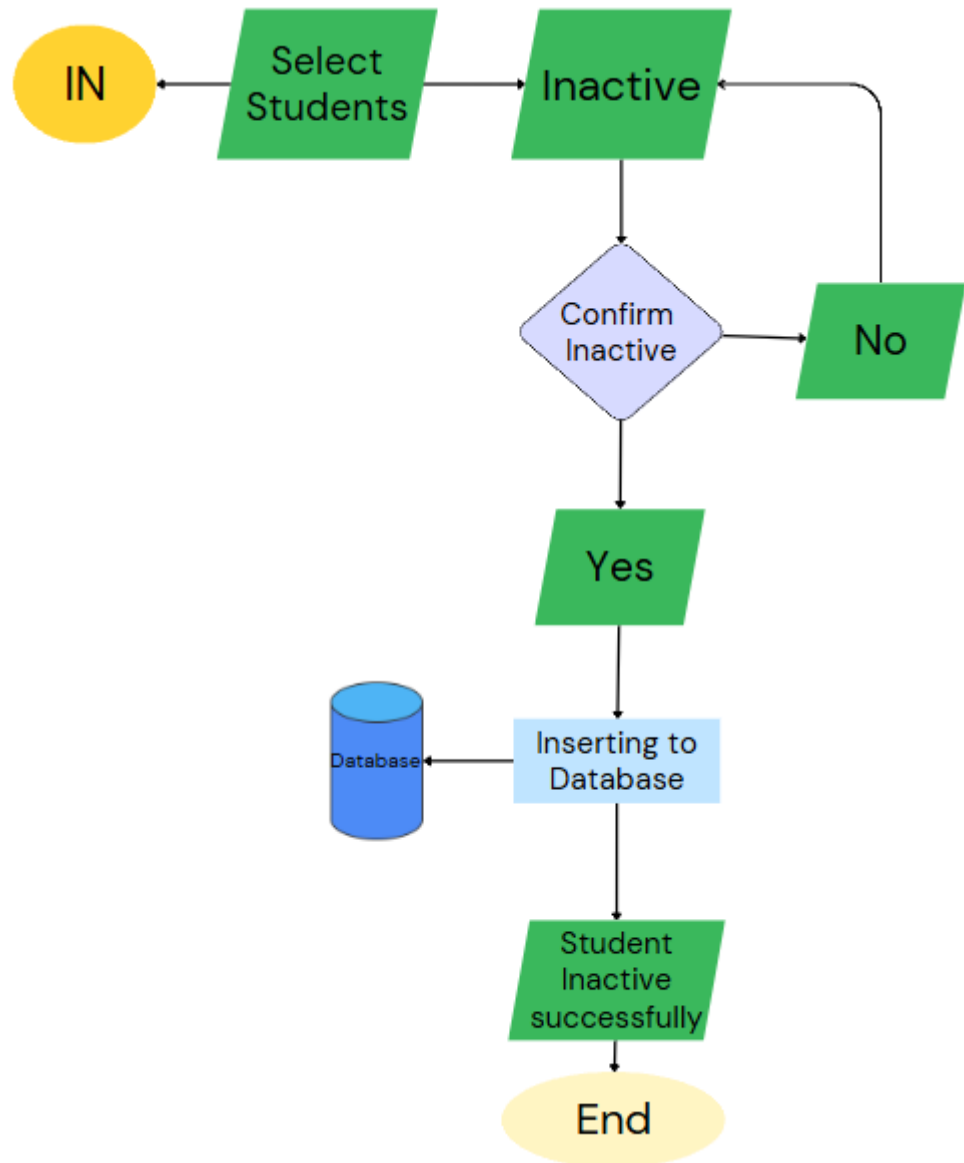 IN
Select
Students
Inactive
Confirm
Inactive
No
Yes
Inserting to
Database
Database
Student
Inactive
successfully
End